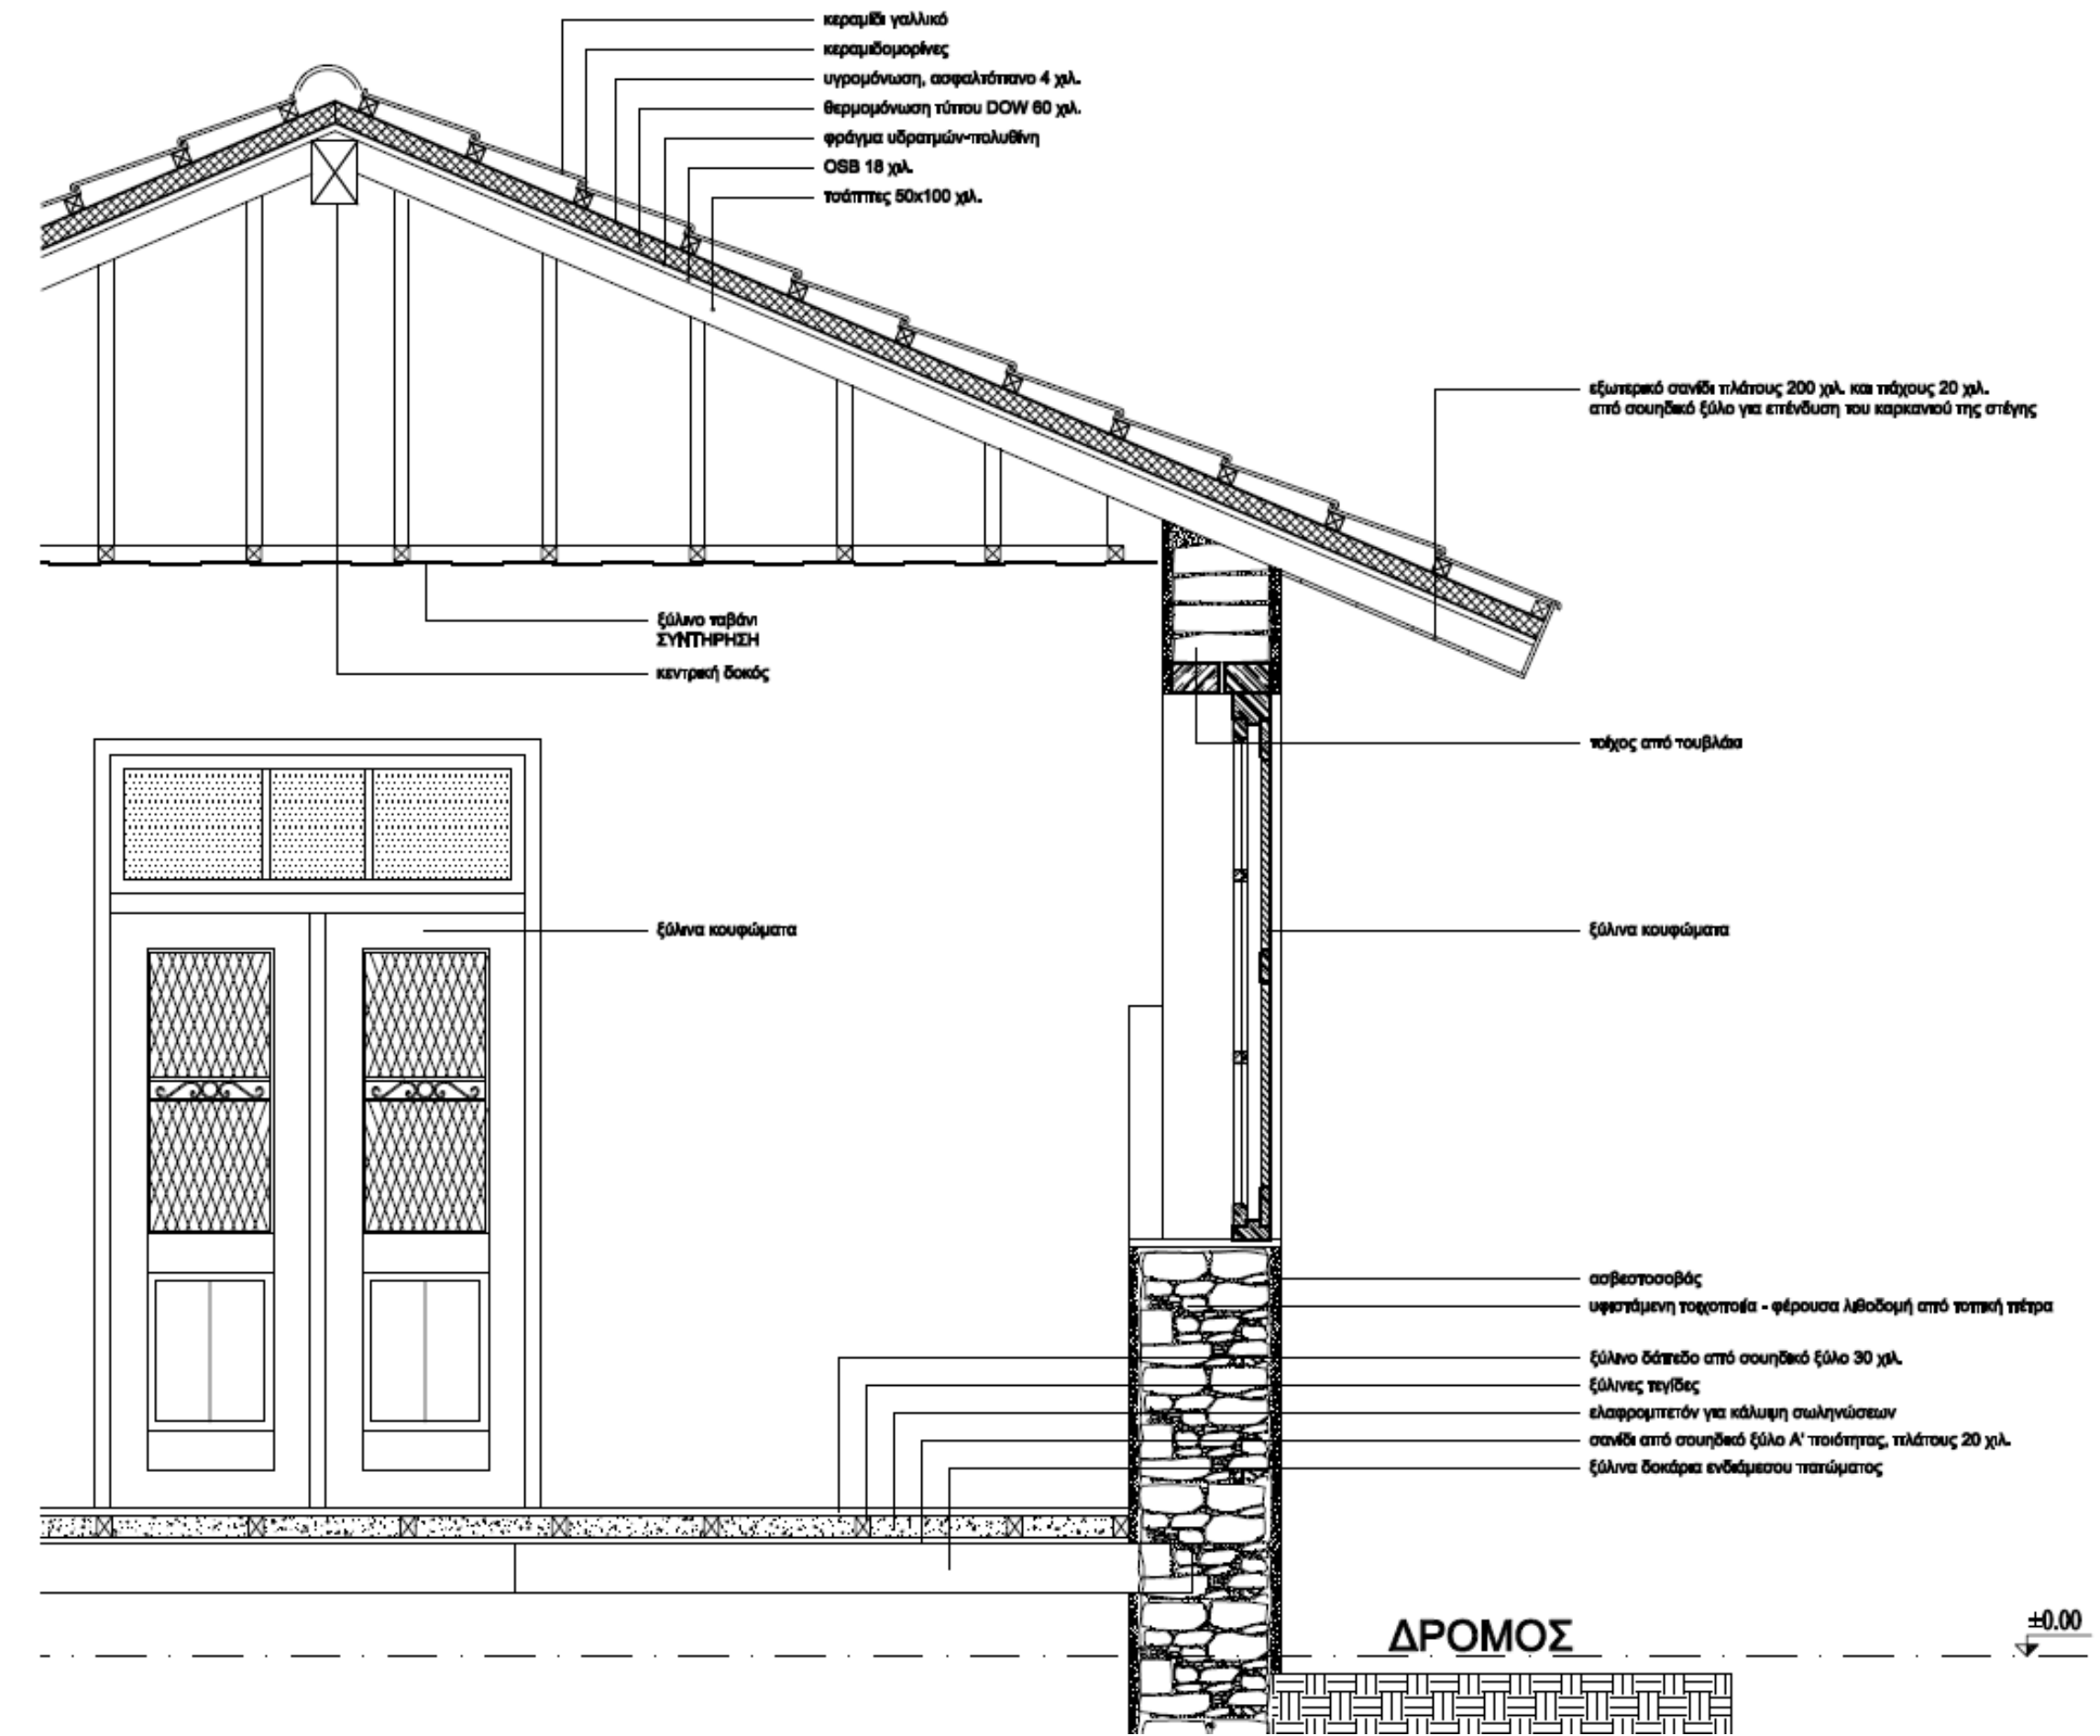 κεραμίδι γαλλικό
κεραμιδομορίνες
υγρομόνωση, ασφαλτόπανο 4 χιλ.
θερμομόνωση τύπου DOW 60 χιλ.
φράγμα υδρατμών-πολυθίνη
OSB 18 χιλ.
τσάππες 50x100 χιλ.
εξωτερικό σανίδι πλάτους 200 χιλ. και πάχους 20 χιλ.
από σουηδικό ξύλο για επένδυση του καρκανιού της στέγης
ξύλινο ταβάνι
ΣΥΝΤΗΡΗΣΗ
κεντρική δοκός
τοίχος από τουβλάκι
ξύλινα κουφώματα
ξύλινα κουφώματα
ασβεστοσοβάς
υφιστάμενη τοιχοποιία - φέρουσα λιθοδομή από τοπική πέτρα
ξύλινο δάπεδο από σουηδικό ξύλο 30 χιλ.
ξύλινες τεγίδες
ελαφρομπετόν για κάλυψη σωληνώσεων
σανίδι από σουηδικό ξύλο Α' ποιότητας, πλάτους 20 χιλ.
ξύλινα δοκάρια ενδιάμεσου πατώματος
ΔΡΟΜΟΣ
±0.00